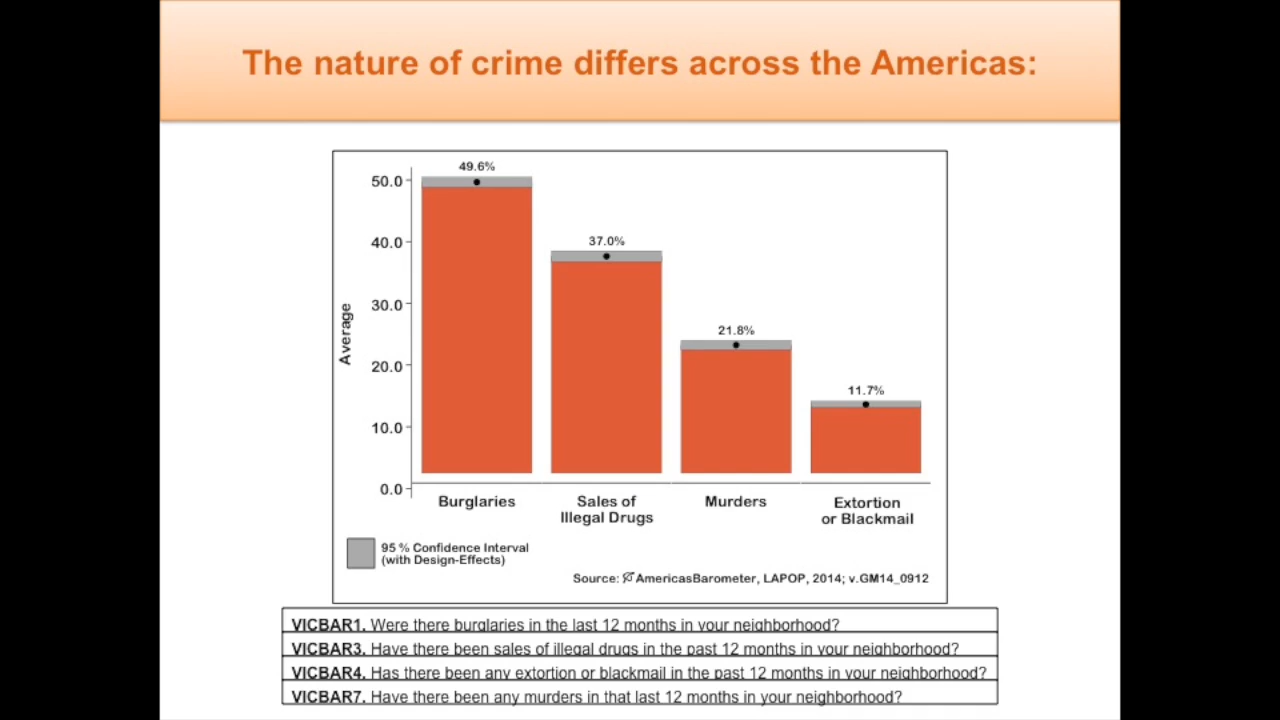 The nature of crime differs across the Americas:
49.6%
50.0
37.0%
40.0
21.8%
30.0
Average
11.7%
20.0
10.0
0.0
Burglaries
Sales of
Illegal Drugs
Murders
Extortion
or Blackmail
95 % Confidence Interval
(with Design-Effects)
Source: AmericasBarometer, LAPOP, 2014; v.GM14_0912
VICBAR1. Were there burglaries in the last 12 months in your neighborhood?
VICBAR3. Have there been sales of illegal drugs in the past 12 months in your neighborhood?
VICBAR4. Has there been any extortion or blackmail in the past 12 months in your neighborhood?
VICBAR7. Have there been any murders in that last 12 months in your neighborhood?